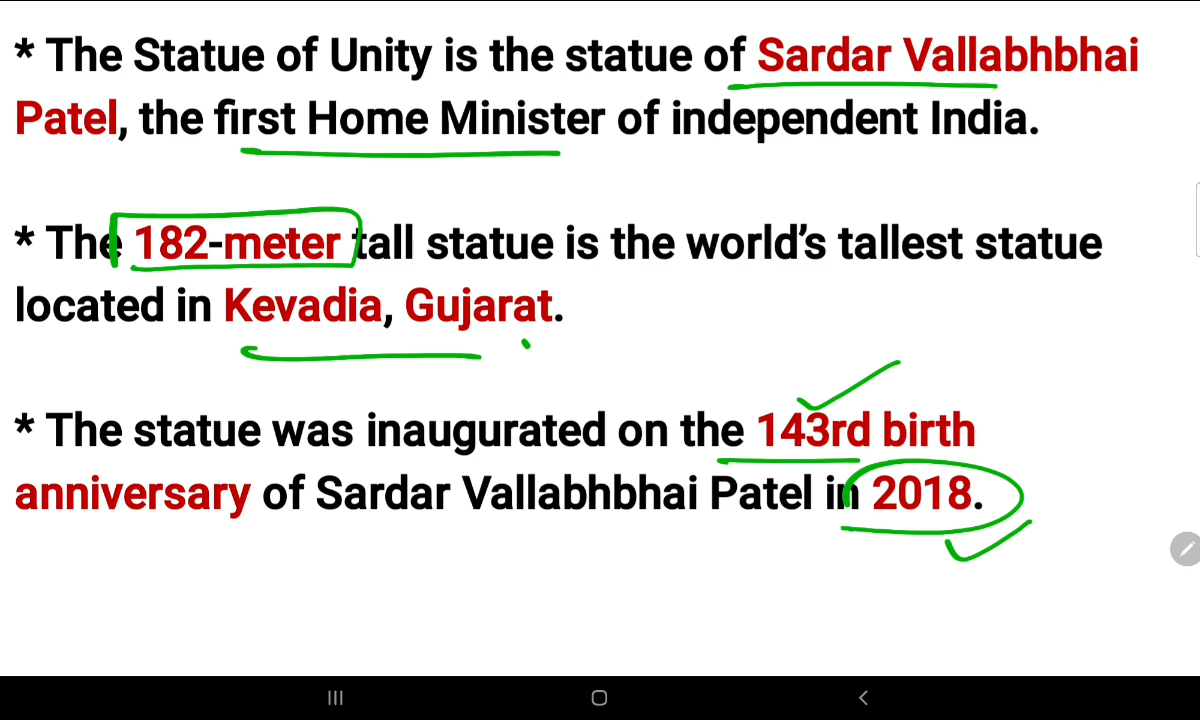 * The Statue of Unity is the statue of Sardar Vallabhbhai
Patel, the first Home Minister of independent India.
* The 182-meter tall statue is the world’s tallest statue
located in Kevadia, Gujarat.
* The statue was inaugurated on the 143rd birth
anniversary of Sardar Vallabhbhai Patel in 2018.